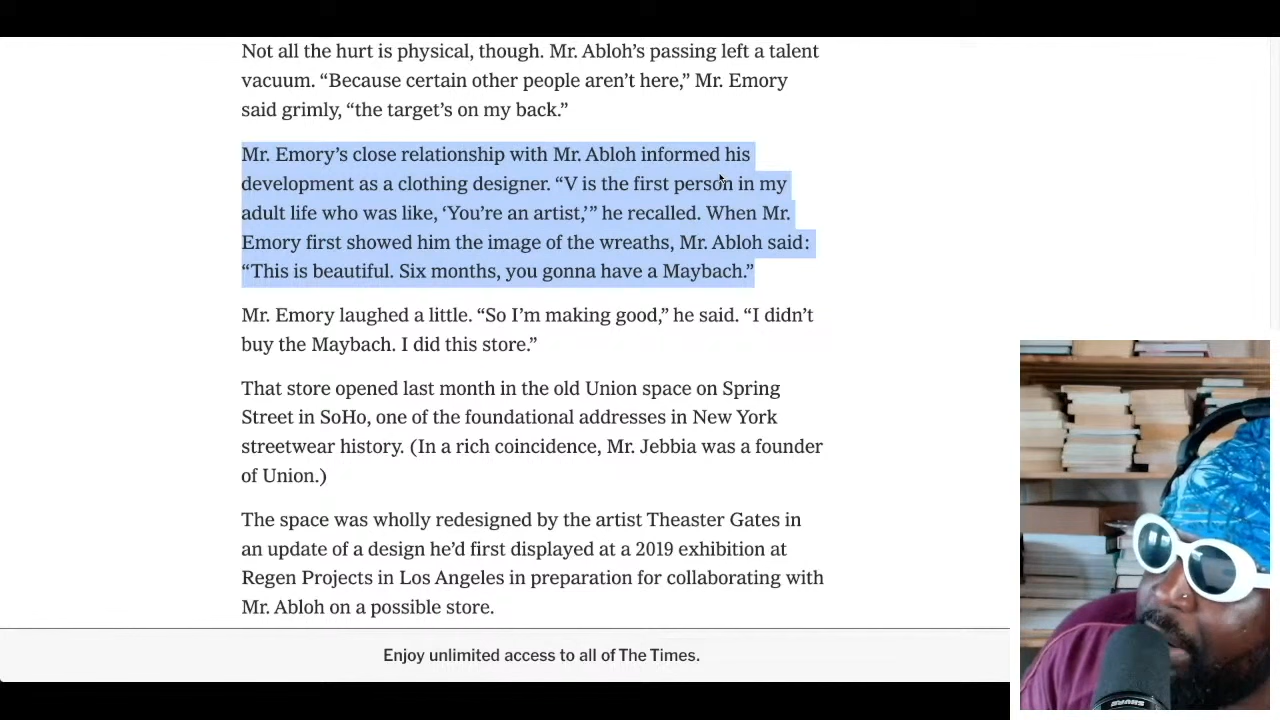 Not all the hurt is physical, though. Mr. Abloh’s passing left a talent
vacuum. “Because certain other people aren’t here,” Mr. Emory
said grimly, “the target’s on my back.”
Mr. Emory’s close relationship with Mr. Abloh informed his
development as a clothing designer. “V is the first person in my
adult life who was like, ‘You’re an artist,’” he recalled. When Mr.
Emory first showed him the image of the wreaths, Mr. Abloh said:
“This is beautiful. Six months, you gonna have a Maybach.”
Mr. Emory laughed a little. “So I’m making good,” he said. “I didn’t
buy the Maybach. I did this store.”
That store opened last month in the old Union space on Spring
Street in SoHo, one of the foundational addresses in New York
streetwear history. (In a rich coincidence, Mr. Jebbia was a founder
of Union.)
The space was wholly redesigned by the artist Theaster Gates in
an update of a design he’d first displayed at a 2019 exhibition at
Regen Projects in Los Angeles in preparation for collaborating with
Mr. Abloh on a possible store.
Enjoy unlimited access to all of The Times.
SHURE